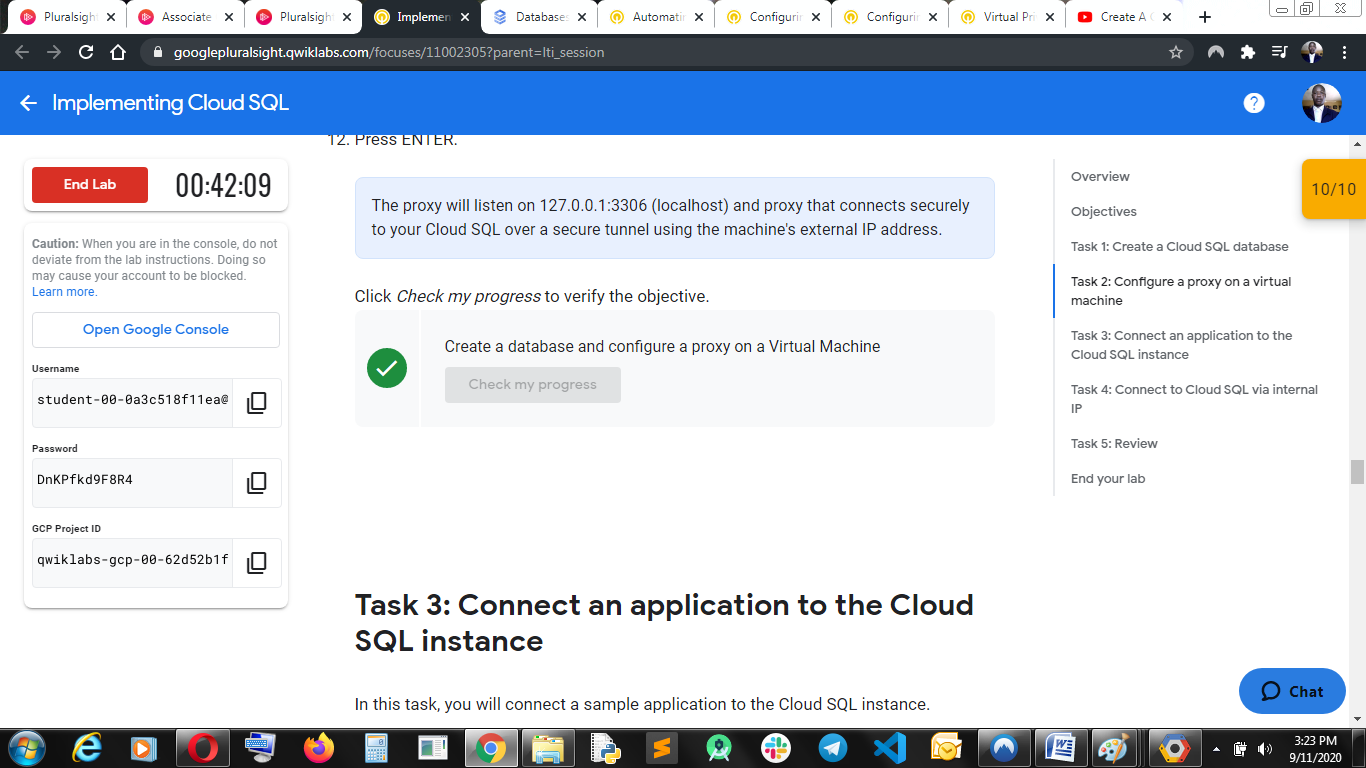 Pluralsigh
Associate
Pluralsigh
Implemen
Databases
Automatin
Configurin
Configurin
Virtual Pri
Create A C
googlepluralsight.qwiklabs.com/focuses/11002305?parent=lti_session
Implementing Cloud SQL
?
12. Press ENTER.
End Lab
00:42:09
Caution: When you are in the console, do not
deviate from the lab instructions. Doing so
may cause your account to be blocked.
Learn more.
Open Google Console
Username
student-00-0a3c518f11ea@
Password
DnKPfkd9F8R4
GCP Project ID
qwiklabs-gcp-00-62d52b1f
The proxy will listen on 127.0.0.1:3306 (localhost) and proxy that connects securely
to your Cloud SQL over a secure tunnel using the machine's external IP address.
Click Check my progress to verify the objective.
Create a database and configure a proxy on a Virtual Machine
Check my progress
Task 3: Connect an application to the Cloud
SQL instance
In this task, you will connect a sample application to the Cloud SQL instance.
Overview
Objectives
Task 1: Create a Cloud SQL database
Task 2: Configure a proxy on a virtual
machine
Task 3: Connect an application to the
Cloud SQL instance
Task 4: Connect to Cloud SQL via internal
IP
Task 5: Review
End your lab
10/10
Chat
3:23 PM
9/11/2020